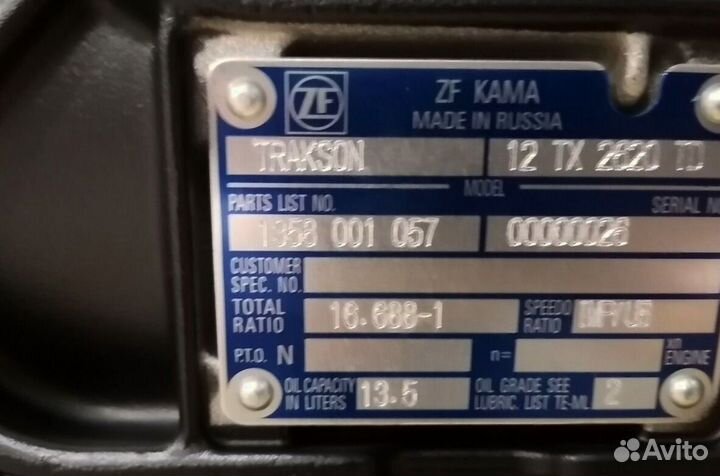 ZF ZF KAMA
MADE IN RUSSIA
TRAKSON 12 TX 2620 TD
MODEL
PARTS LIST NO. SERIAL NO
1358 001 057 00000026
CUSTOMER
SPEC. NO.
TOTAL
RATIO 16.688-1 SPEEDO
RATIO
P.T.O. N n= xn
ENGINE
OIL CAPACITY
IN LITERS 13.5 OIL GRADE SEE
LUBRIC. LIST TE-ML 2
Avito